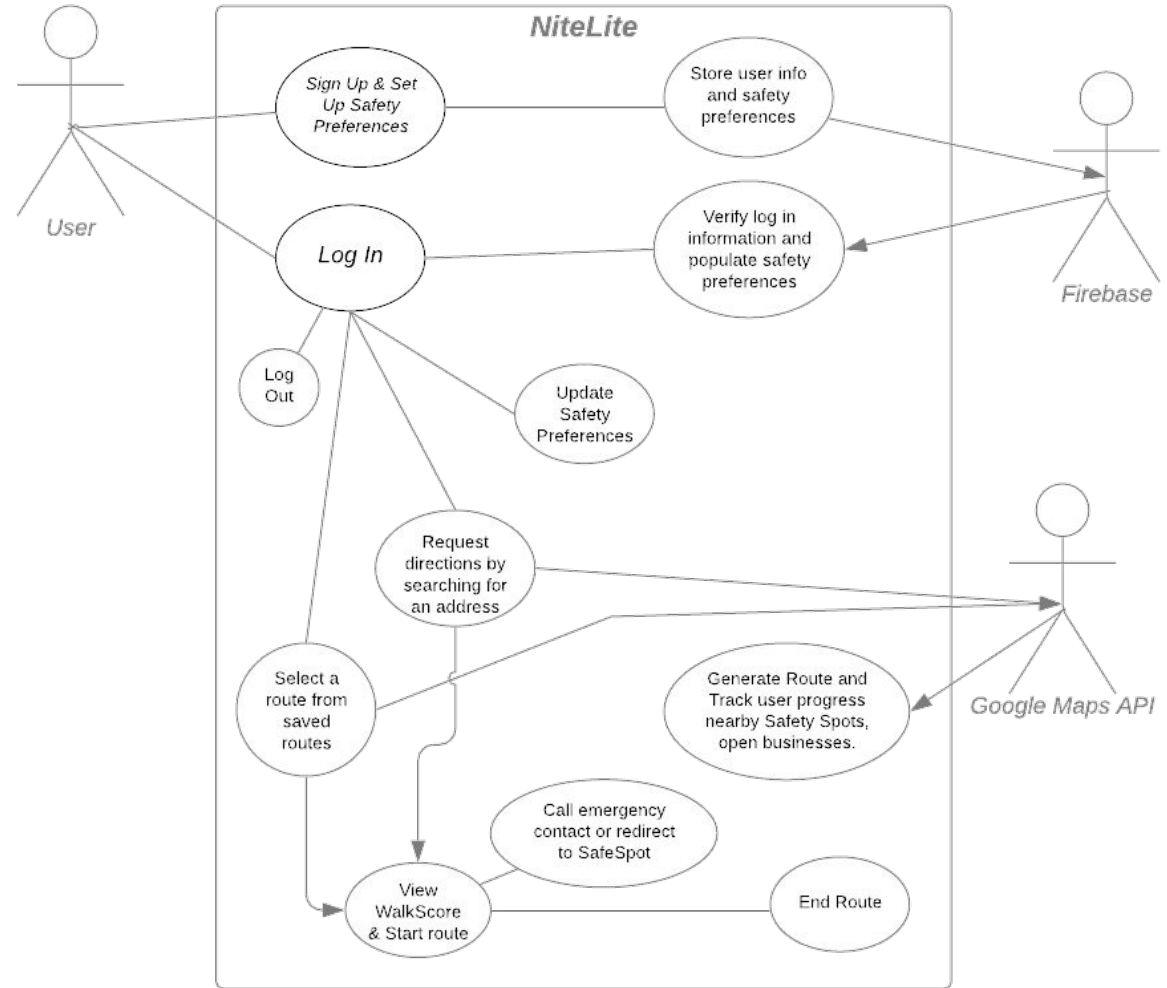 NiteLite
Sign Up & Set
Up Safety
Preferences
Store user info
and safety
preferences
User
Log In
Verify log in
information and
populate safety
preferences
Firebase
Log
Out
Update
Safety
Preferences
Request
directions by
searching for
an address
Select a
route from
saved
routes
Generate Route and
Track user progress
nearby Safety Spots,
open businesses.
Google Maps API
Call emergency
contact or redirect
to SafeSpot
View
WalkScore
& Start route
End Route